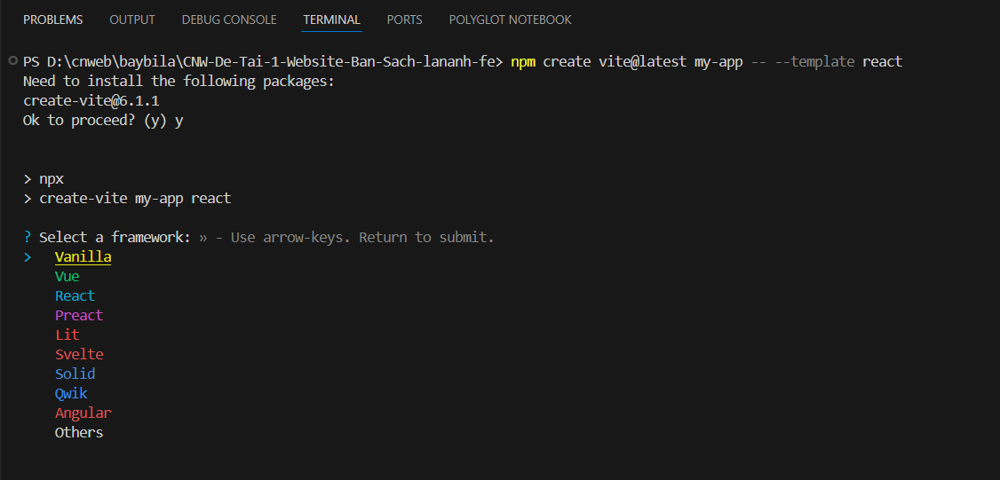 PROBLEMS OUTPUT DEBUG CONSOLE TERMINAL PORTS POLYGLOT NOTEBOOK
PS D:\cnweb\baybila\CNW-De-Tai-1-Website-Ban-Sach-lananh-fe> npm create vite@latest my-app -- --template react
Need to install the following packages:
create-vite@6.1.1
Ok to proceed? (y) y
> npx
> create-vite my-app react
? Select a framework: » - Use arrow-keys. Return to submit.
> Vanilla
Vue
React
Preact
Lit
Svelte
Solid
Qwik
Angular
Others